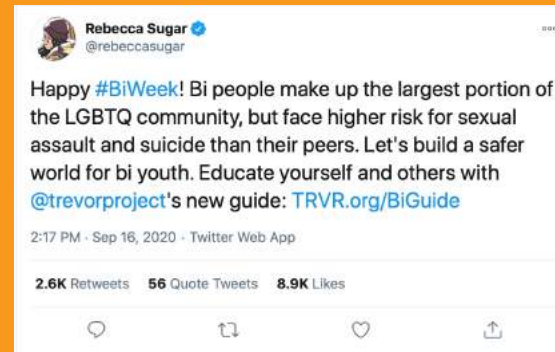 Rebecca Sugar
@rebeccasugar
Happy #BiWeek! Bi people make up the largest portion of
the LGBTQ community, but face higher risk for sexual
assault and suicide than their peers. Let's build a safer
world for bi youth. Educate yourself and others with
@trevorproject's new guide: TRVR.org/BiGuide
2:17 PM · Sep 16, 2020 · Twitter Web App
2.6K Retweets 56 Quote Tweets 8.9K Likes